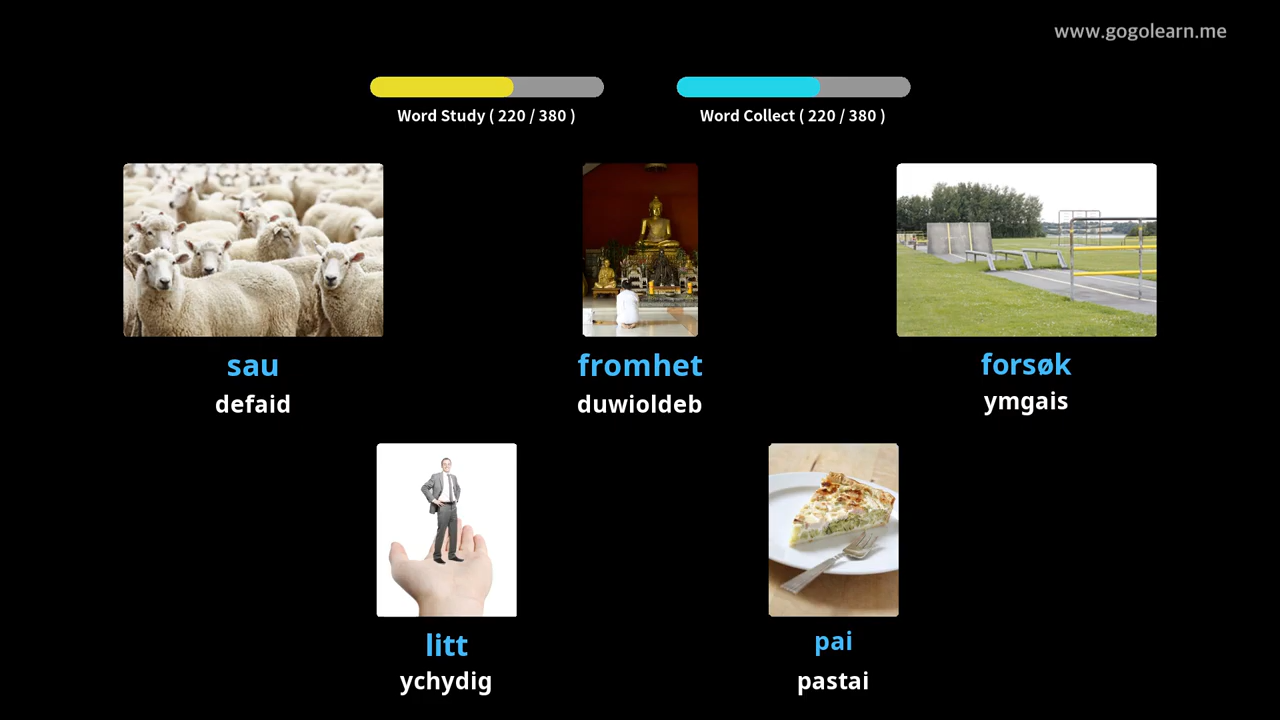 www.gogolearn.me
Word Study ( 220 / 380 )
Word Collect ( 220 / 380 )
sau
defaid
fromhet
duwioldeb
forsøk
ymgais
litt
ychydig
pai
pastai